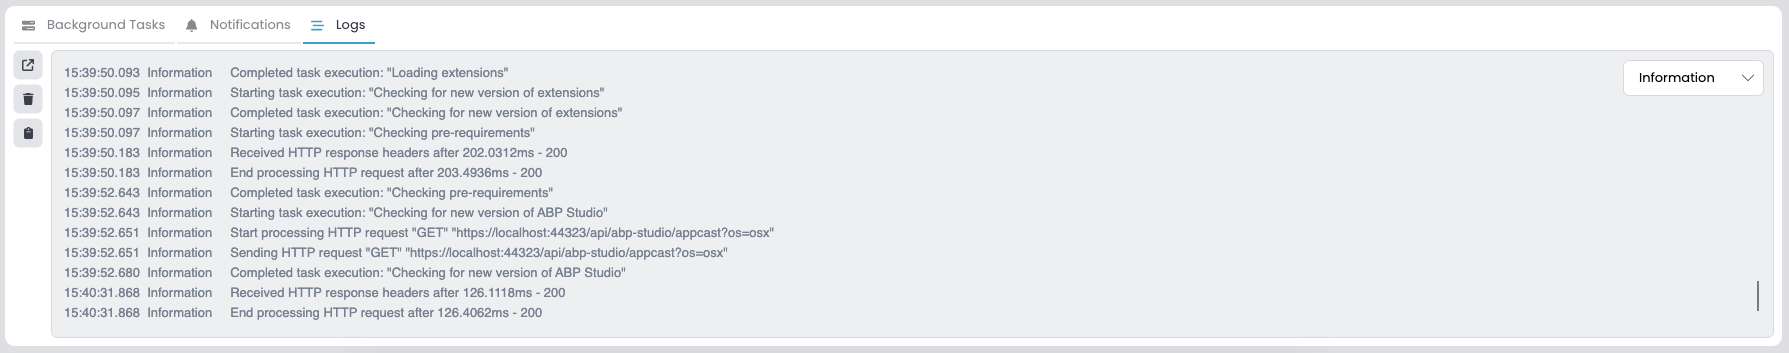 Background Tasks Notifications Logs
15:39:50.093 Information Completed task execution: "Loading extensions"
Information
15:39:50.095 Information Starting task execution: "Checking for new version of extensions"
15:39:50.097 Information Completed task execution: "Checking for new version of extensions"
15:39:50.097 Information Starting task execution: "Checking pre-requirements"
15:39:50.183 Information Received HTTP response headers after 202.0312ms - 200
15:39:50.183 Information End processing HTTP request after 203.4936ms - 200
15:39:52.643 Information Completed task execution: "Checking pre-requirements"
15:39:52.643 Information Starting task execution: "Checking for new version of ABP Studio"
15:39:52.651 Information Start processing HTTP request "GET" "https://localhost:44323/api/abp-studio/appcast?os=osx"
15:39:52.651 Information Sending HTTP request "GET" "https://localhost:44323/api/abp-studio/appcast?os=osx"
15:39:52.680 Information Completed task execution: "Checking for new version of ABP Studio"
15:40:31.868 Information Received HTTP response headers after 126.1118ms - 200
15:40:31.868 Information End processing HTTP request after 126.4062ms - 200